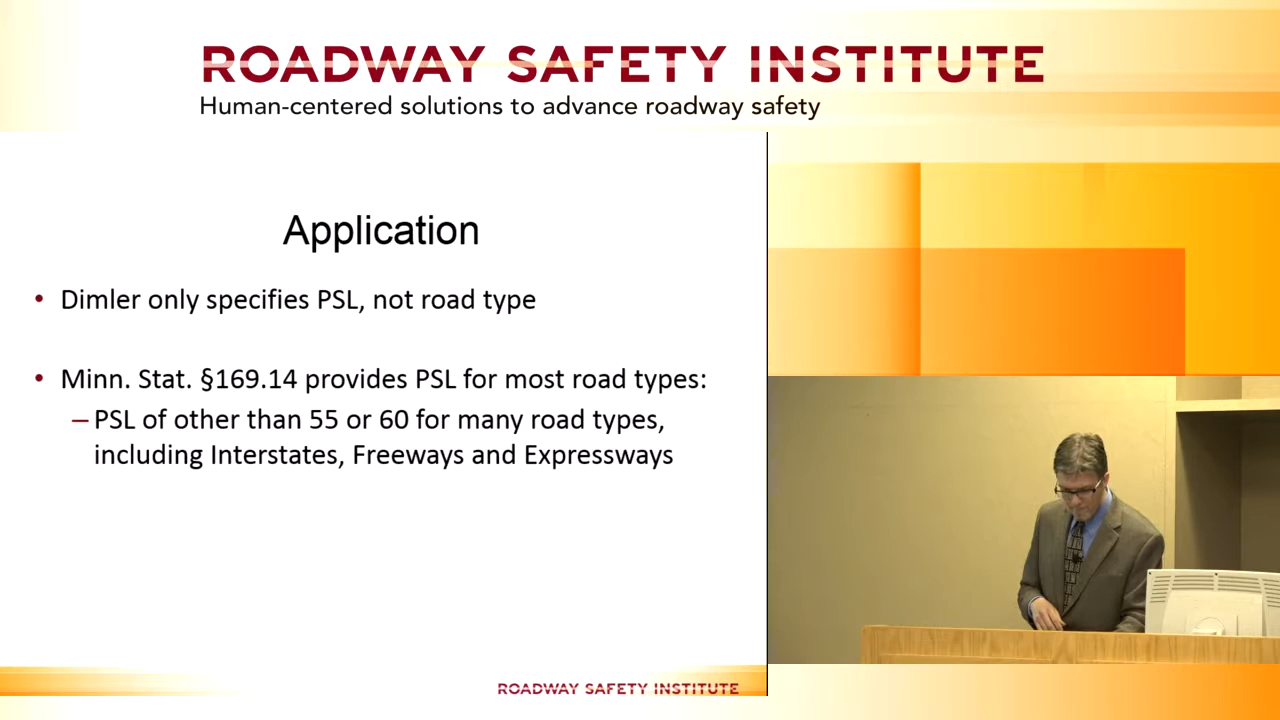 ROADWAY SAFETY INSTITUTE
Human-centered solutions to advance roadway safety
Application
• Dimler only specifies PSL, not road type
• Minn. Stat. §169.14 provides PSL for most road types:
– PSL of other than 55 or 60 for many road types,
including Interstates, Freeways and Expressways
ROADWAY SAFETY INSTITUTE